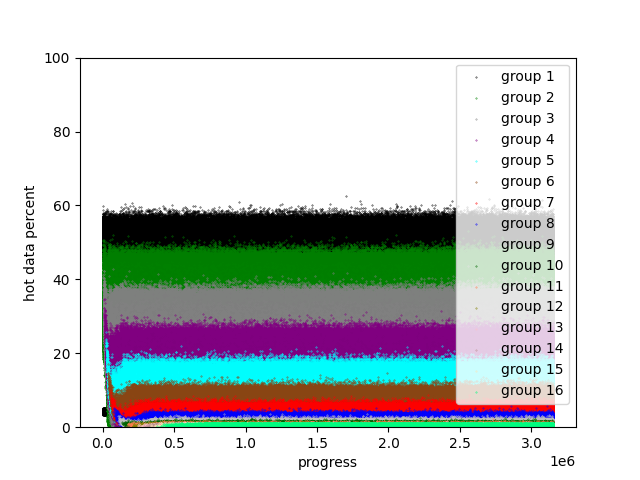 100
80
60
40
20
0
hot data percent
0.0 0.5 1.0 1.5 2.0 2.5 3.0
1e6
progress
group 1
group 2
group 3
group 4
group 5
group 6
group 7
group 8
group 9
group 10
group 11
group 12
group 13
group 14
group 15
group 16